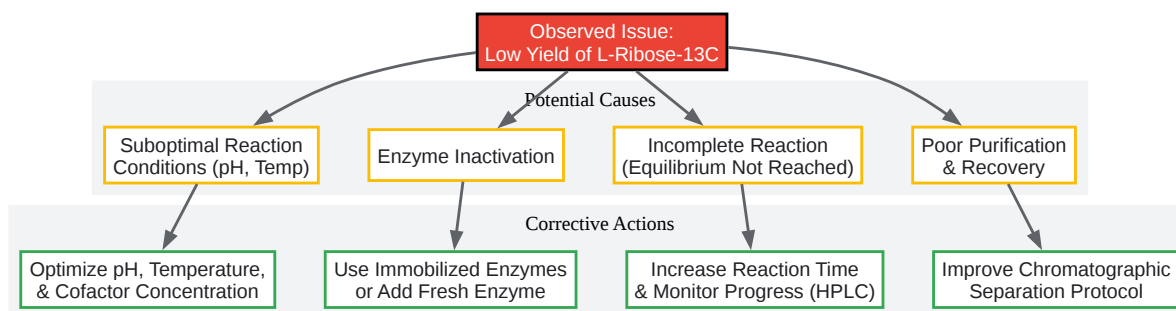 Observed Issue:
Low Yield of L-Ribose-13C
Potential Causes
Suboptimal Reaction
Conditions (pH, Temp)
Enzyme Inactivation
Incomplete Reaction
(Equilibrium Not Reached)
Poor Purification
& Recovery
Corrective Actions
Optimize pH, Temperature,
& Cofactor Concentration
Use Immobilized Enzymes
or Add Fresh Enzyme
Increase Reaction Time
& Monitor Progress (HPLC)
Improve Chromatographic
Separation Protocol